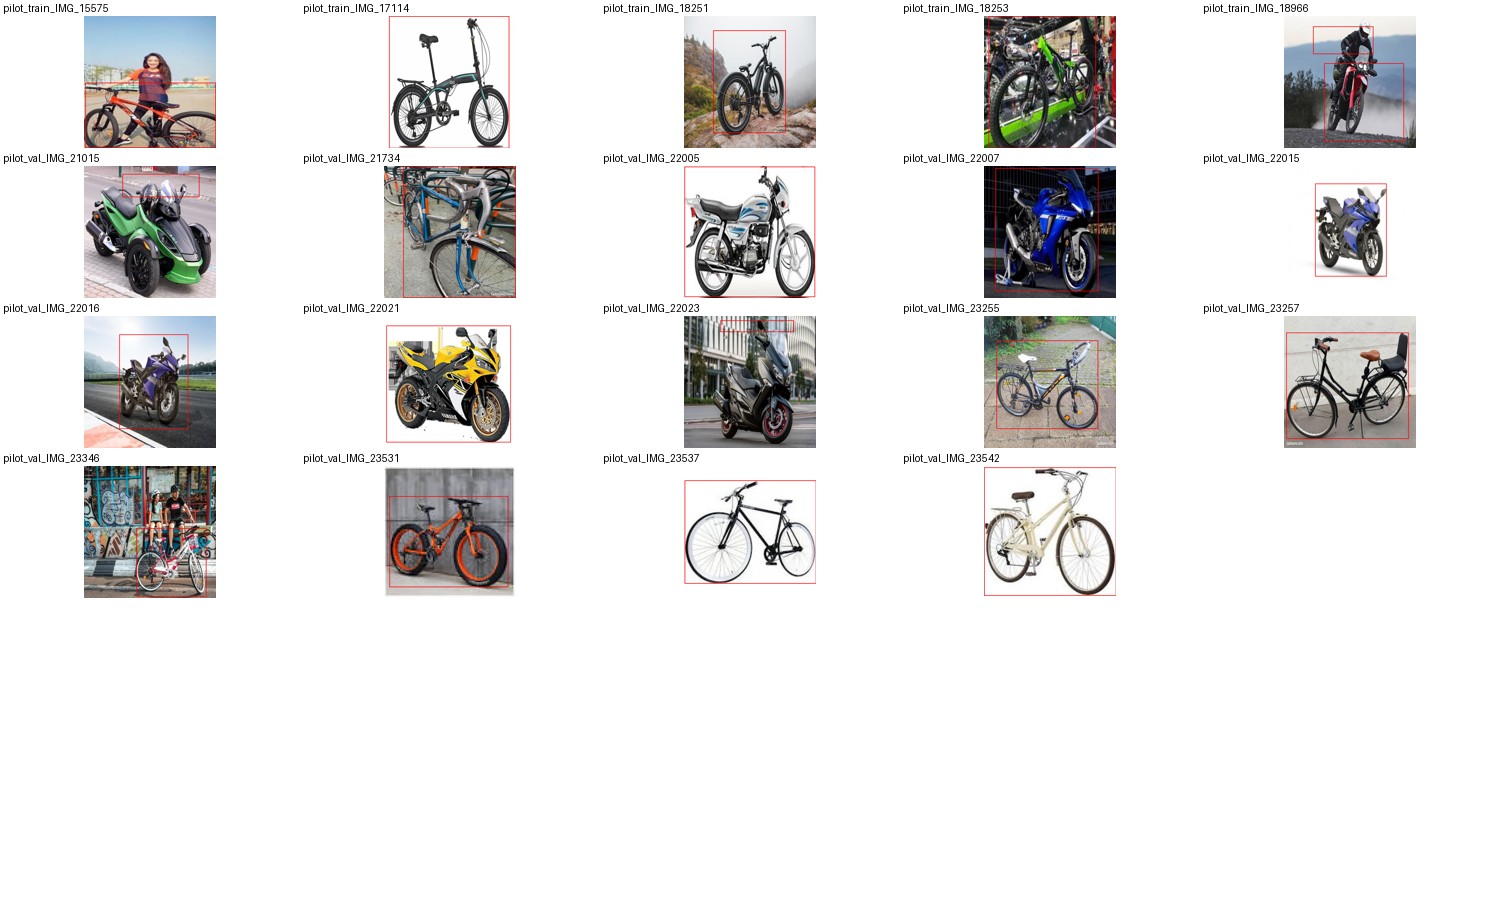 pilot_train_IMG_15575
pilot_train_IMG_17114
pilot_train_IMG_18251
pilot_train_IMG_18253
pilot_train_IMG_18966
pilot_val_IMG_21015
pilot_val_IMG_21734
pilot_val_IMG_22005
pilot_val_IMG_22007
pilot_val_IMG_22015
pilot_val_IMG_22016
pilot_val_IMG_22021
pilot_val_IMG_22023
pilot_val_IMG_23255
pilot_val_IMG_23257
pilot_val_IMG_23346
pilot_val_IMG_23531
pilot_val_IMG_23537
pilot_val_IMG_23542